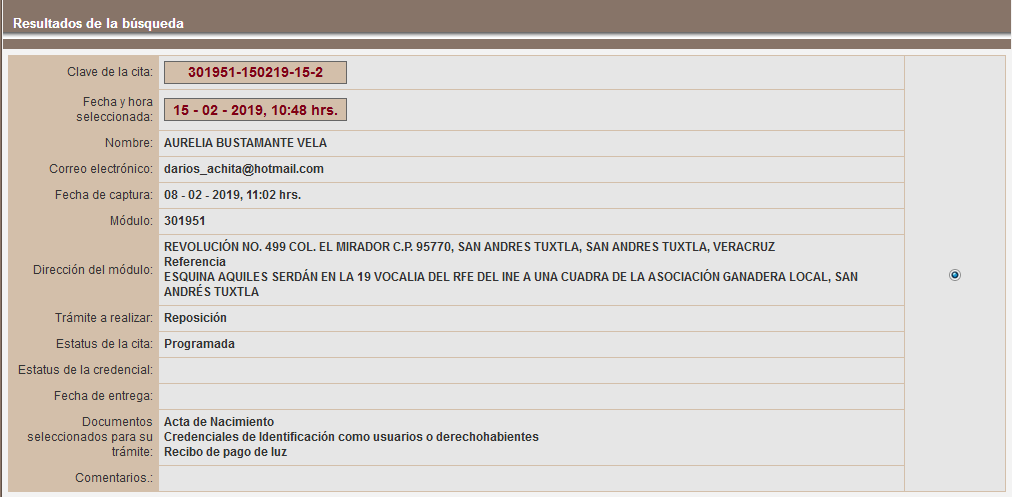 Resultados de la búsqueda
Clave de la cita: 301951-150219-15-2
Fecha y hora
seleccionada: 15 - 02 - 2019, 10:48 hrs.
Nombre: AURELIA BUSTAMANTE VELA
Correo electrónico: darios_achita@hotmail.com
Fecha de captura: 08 - 02 - 2019, 11:02 hrs.
Módulo: 301951
Dirección del módulo: REVOLUCIÓN NO. 499 COL. EL MIRADOR C.P. 95770, SAN ANDRES TUXTLA, SAN ANDRES TUXTLA, VERACRUZ
Referencia
ESQUINA AQUILES SERDÁN EN LA 19 VOCALIA DEL RFE DEL INE A UNA CUADRA DE LA ASOCIACIÓN GANADERA LOCAL, SAN
ANDRÉS TUXTLA
Trámite a realizar: Reposición
Estatus de la cita: Programada
Estatus de la credencial:
Fecha de entrega:
Documentos Acta de Nacimiento
seleccionados para su Credenciales de Identificación como usuarios o derechohabientes
trámite: Recibo de pago de luz
Comentarios.: